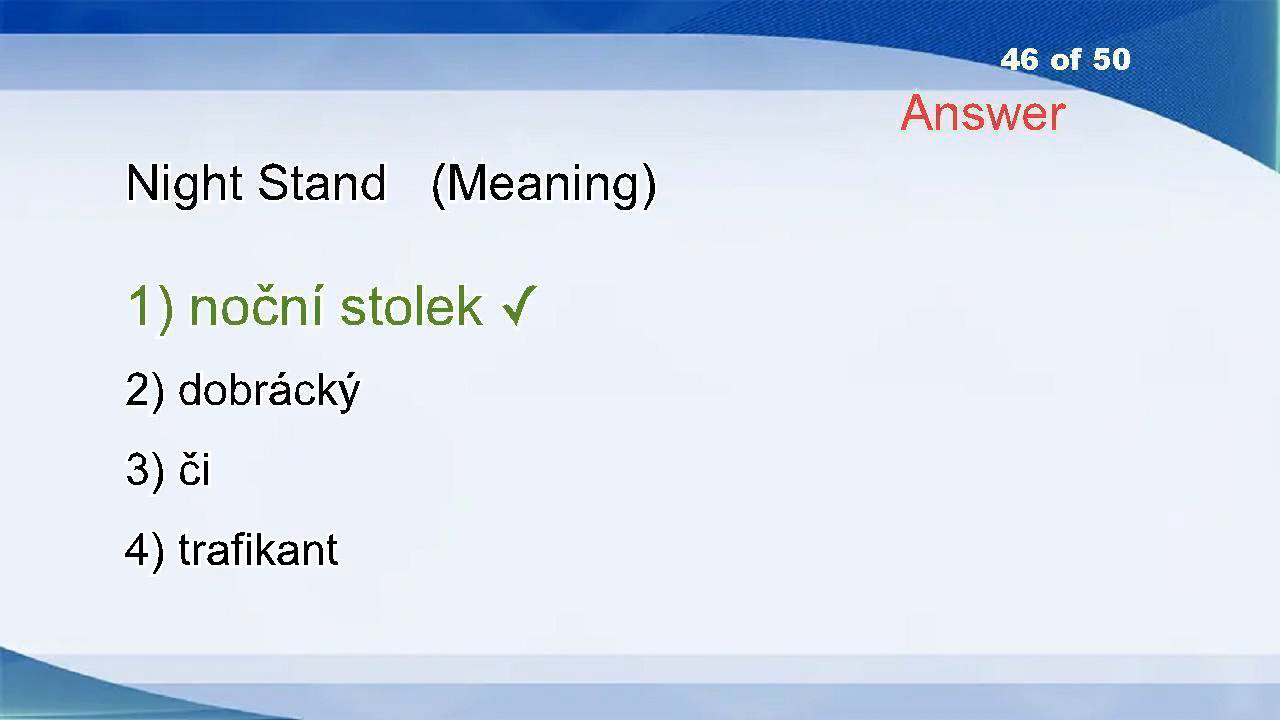 46 of 50
Answer
Night Stand (Meaning)
1) noční stolek ✓
2) dobrácký
3) či
4) trafikant